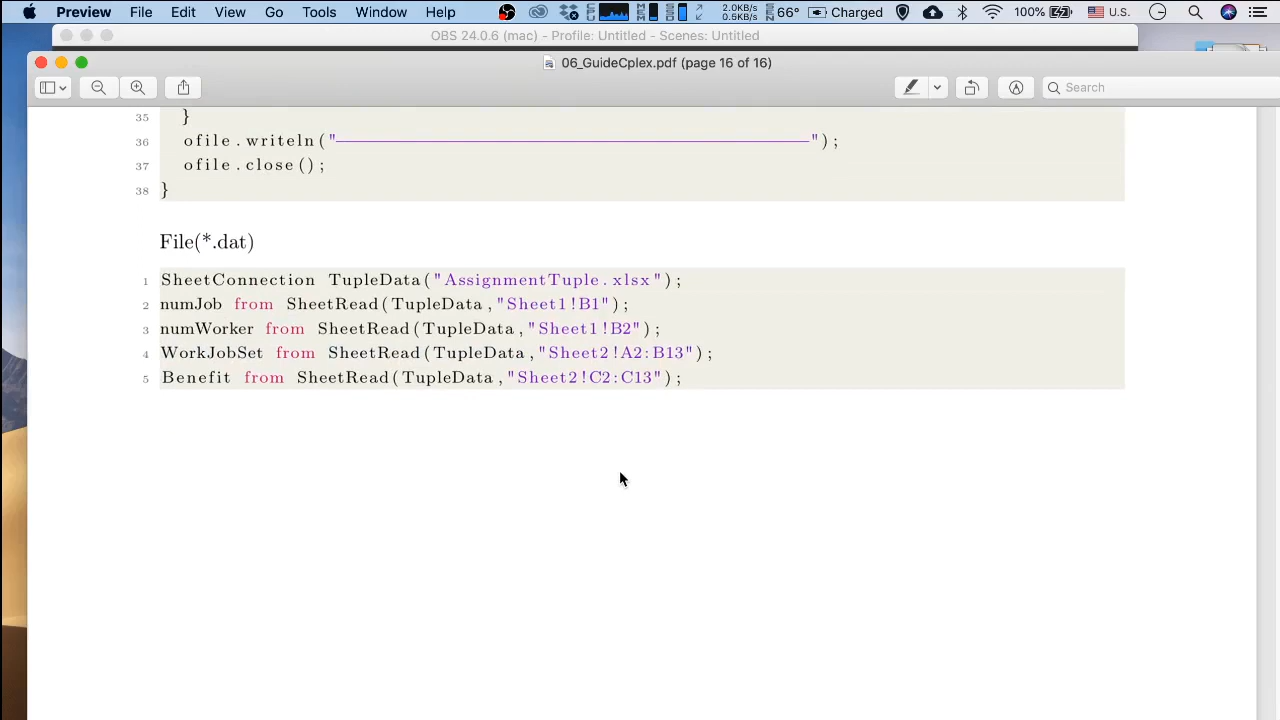 Preview File Edit View Go Tools Window Help 2.0KB/s 0.5KB/s 66° Charged 100% U.S.
OBS 24.0.6 (mac) - Profile: Untitled - Scenes: Untitled
06_GuideCplex.pdf (page 16 of 16)
Search
35 }
36 ofile.writeln("————————————————————————");
37 ofile.close();
38 }
File(*.dat)
1 SheetConnection TupleData("AssignmentTuple.xlsx");
2 numJob from SheetRead(TupleData,"Sheet1!B1");
3 numWorker from SheetRead(TupleData,"Sheet1!B2");
4 WorkJobSet from SheetRead(TupleData,"Sheet2!A2:B13");
5 Benefit from SheetRead(TupleData,"Sheet2!C2:C13");